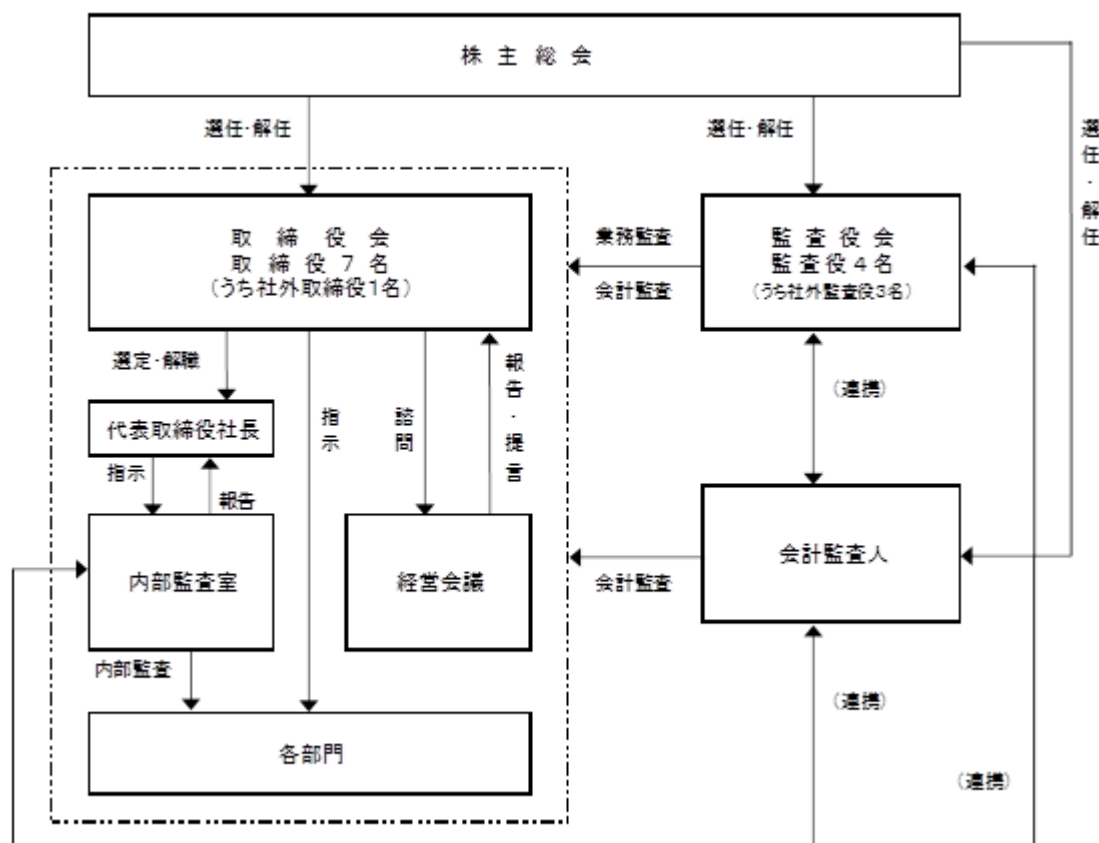 株主総会
選任・解任
選任・解任
選任・解任
取締役会
取締役7名
(うち社外取締役1名)
業務監査
会計監査
監査役会
監査役4名
(うち社外監査役3名)
選定・解職
代表取締役社長
指示
報告
指示
諮問
報告・提言
(連携)
内部監査室
経営会議
会計監査
会計監査人
内部監査
各部門
(連携)
(連携)